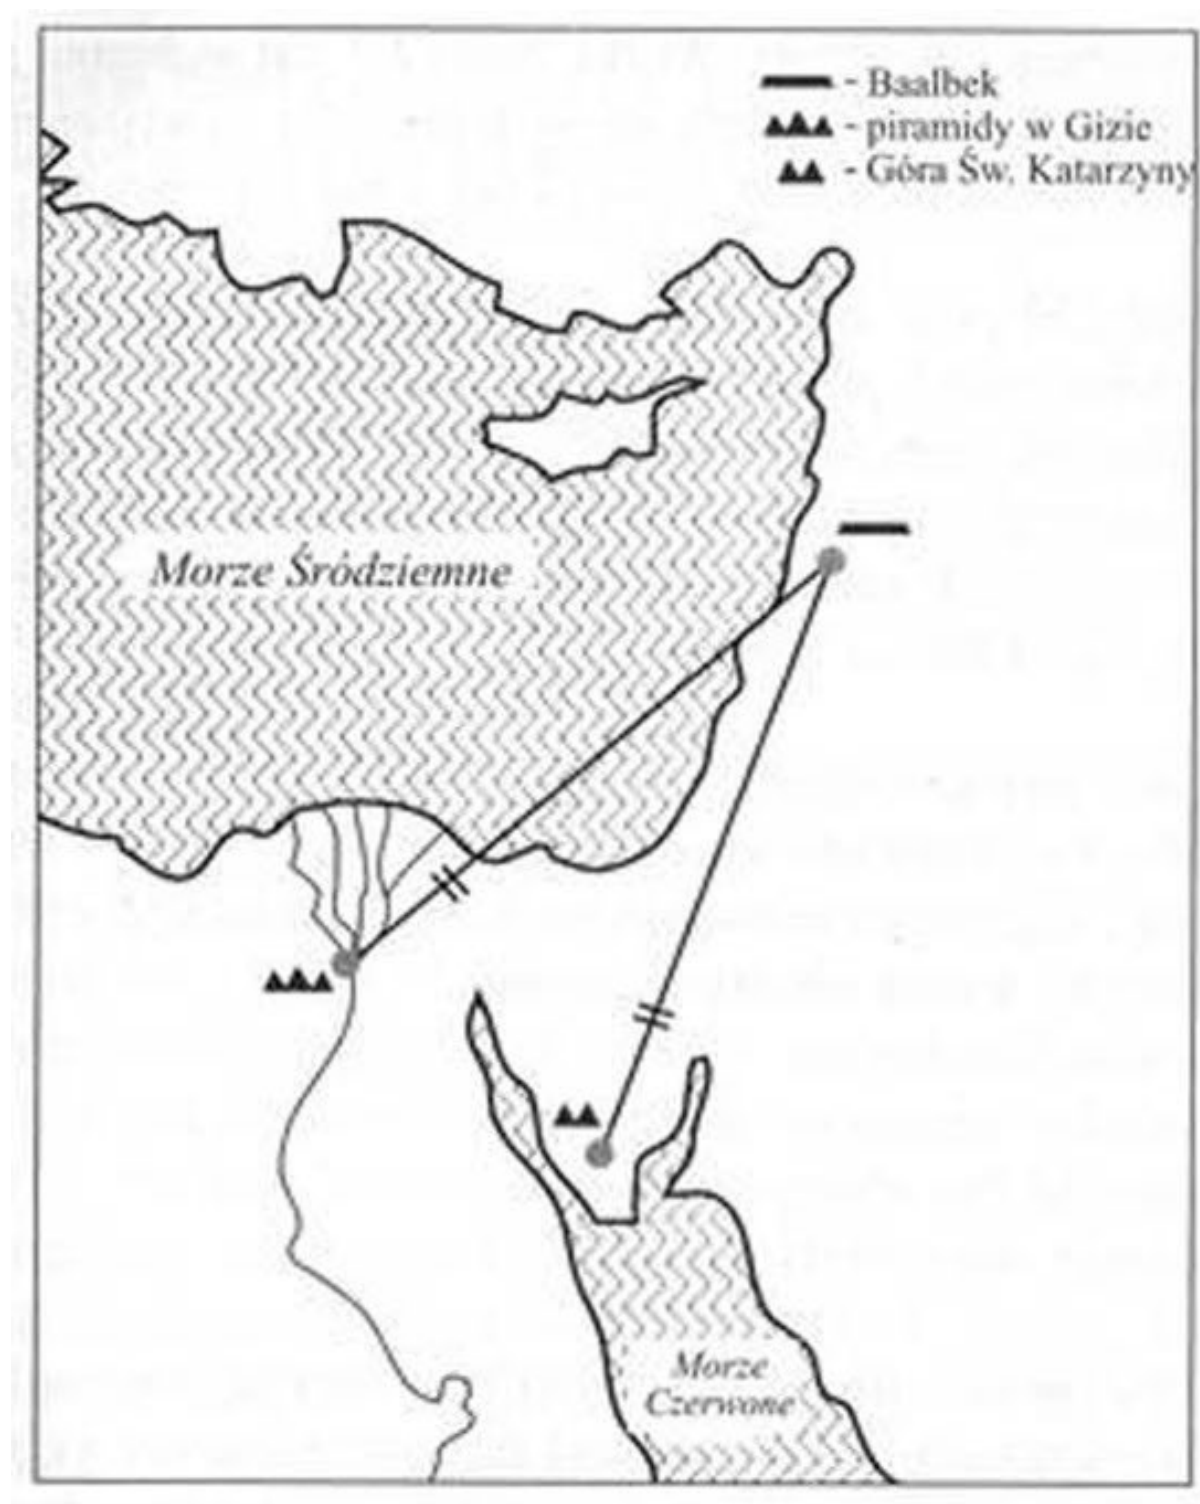 - Baalbek
- piramidy w Gizie
- Góra Św. Katarzyny
Morze Śródziemne
Morze
Czerwone